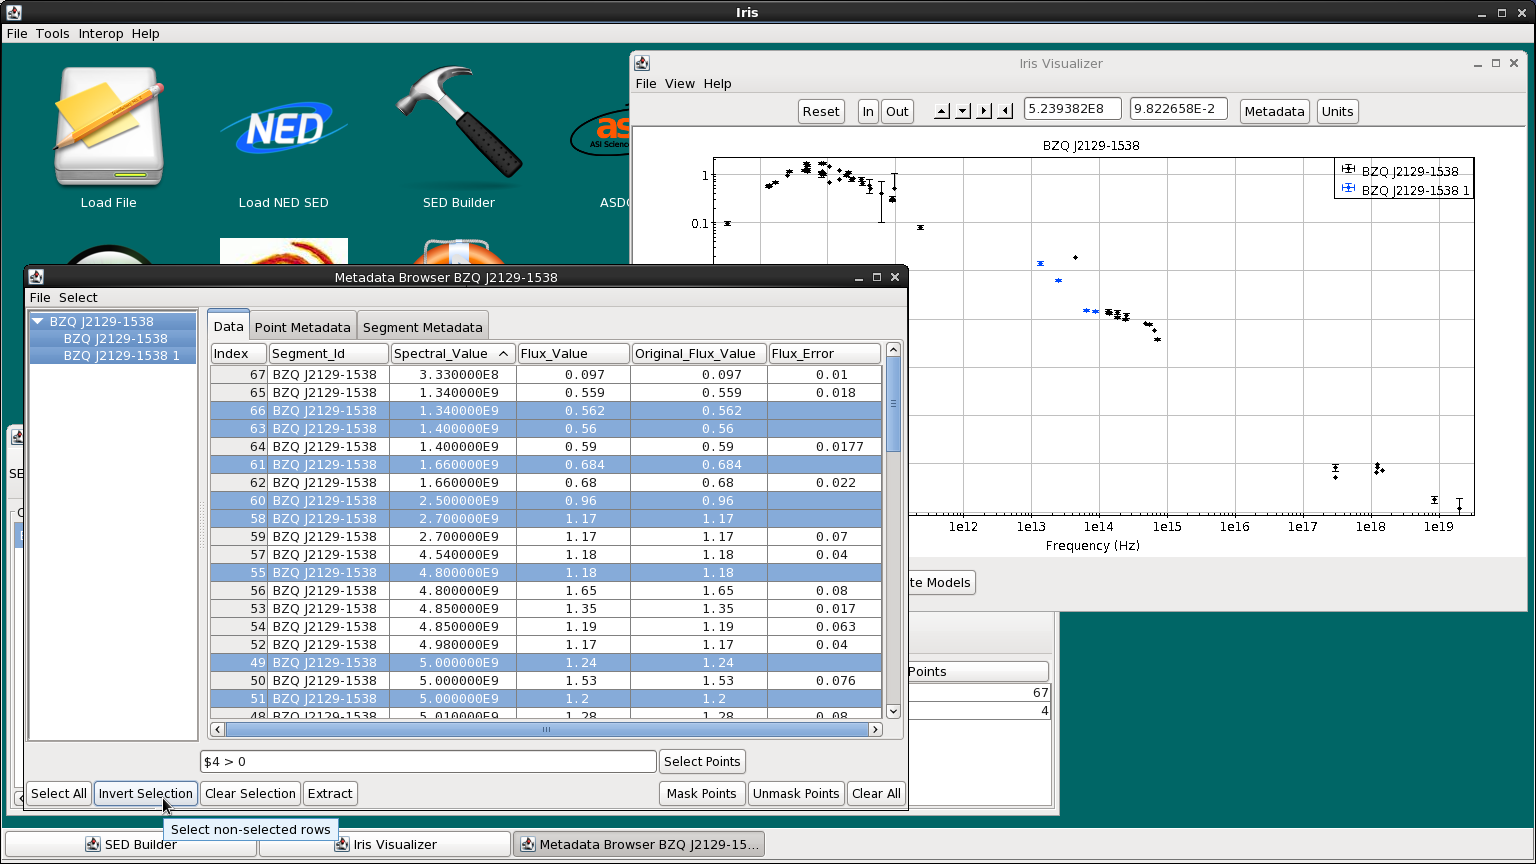 Iris
File Tools Interop Help
Load File
NED
Load NED SED
SED Builder
as
ASI Scienc
ASD
Iris Visualizer
File View Help
Reset In Out 5.239382E8 9.822658E-2 Metadata Units
BZQ J2129-1538
BZQ J2129-1538
BZQ J2129-1538 1
1
0.1
1e12 1e13 1e14 1e15 1e16 1e17 1e18 1e19
Frequency (Hz)
te Models
Points
67
4
SE
Metadata Browser BZQ J2129-1538
File Select
BZQ J2129-1538
BZQ J2129-1538
BZQ J2129-1538 1
Data Point Metadata Segment Metadata
Index Segment_Id Spectral_Value Flux_Value Original_Flux_Value Flux_Error
67 BZQ J2129-1538 3.330000E8 0.097 0.097 0.01
65 BZQ J2129-1538 1.340000E9 0.559 0.559 0.018
66 BZQ J2129-1538 1.340000E9 0.562 0.562
63 BZQ J2129-1538 1.400000E9 0.56 0.56
64 BZQ J2129-1538 1.400000E9 0.59 0.59 0.0177
61 BZQ J2129-1538 1.660000E9 0.684 0.684
62 BZQ J2129-1538 1.660000E9 0.68 0.68 0.022
60 BZQ J2129-1538 2.500000E9 0.96 0.96
58 BZQ J2129-1538 2.700000E9 1.17 1.17
59 BZQ J2129-1538 2.700000E9 1.17 1.17 0.07
57 BZQ J2129-1538 4.540000E9 1.18 1.18 0.04
55 BZQ J2129-1538 4.800000E9 1.18 1.18
56 BZQ J2129-1538 4.800000E9 1.65 1.65 0.08
53 BZQ J2129-1538 4.850000E9 1.35 1.35 0.017
54 BZQ J2129-1538 4.850000E9 1.19 1.19 0.063
52 BZQ J2129-1538 4.980000E9 1.17 1.17 0.04
49 BZQ J2129-1538 5.000000E9 1.24 1.24
50 BZQ J2129-1538 5.000000E9 1.53 1.53 0.076
51 BZQ J2129-1538 5.000000E9 1.2 1.2
48 BZQ J2129-1538 5.010000E9 1.28 1.28 0.08
$4 > 0 Select Points
Select All Invert Selection Clear Selection Extract Mask Points Unmask Points Clear All
Select non-selected rows
SED Builder Iris Visualizer Metadata Browser BZQ J2129-15...